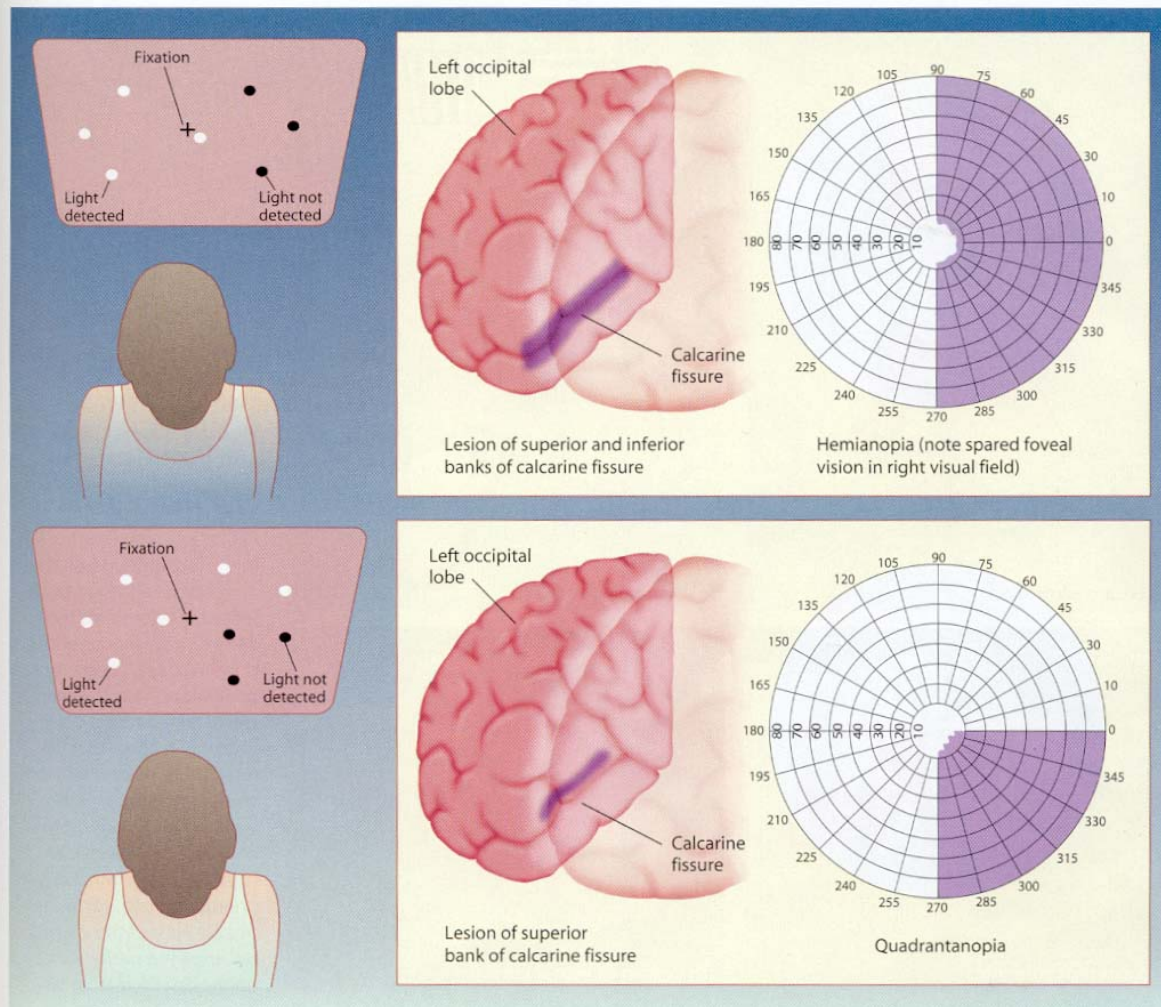 Fixation
Light
detected
Light not
detected
Left occipital
lobe
Calcarine
fissure
Lesion of superior and inferior
banks of calcarine fissure
90
75
60
45
30
10
0
345
330
315
300
285
270
255
240
225
210
195
180
165
150
135
120
105
80 70 60 50 40 30 20 10
Hemianopia (note spared foveal
vision in right visual field)
Fixation
Light
detected
Light not
detected
Left occipital
lobe
Calcarine
fissure
Lesion of superior
bank of calcarine fissure
90
75
60
45
30
10
0
345
330
315
300
285
270
255
240
225
210
195
180
165
150
135
120
105
80 70 60 50 40 30 20 10
Quadrantanopia